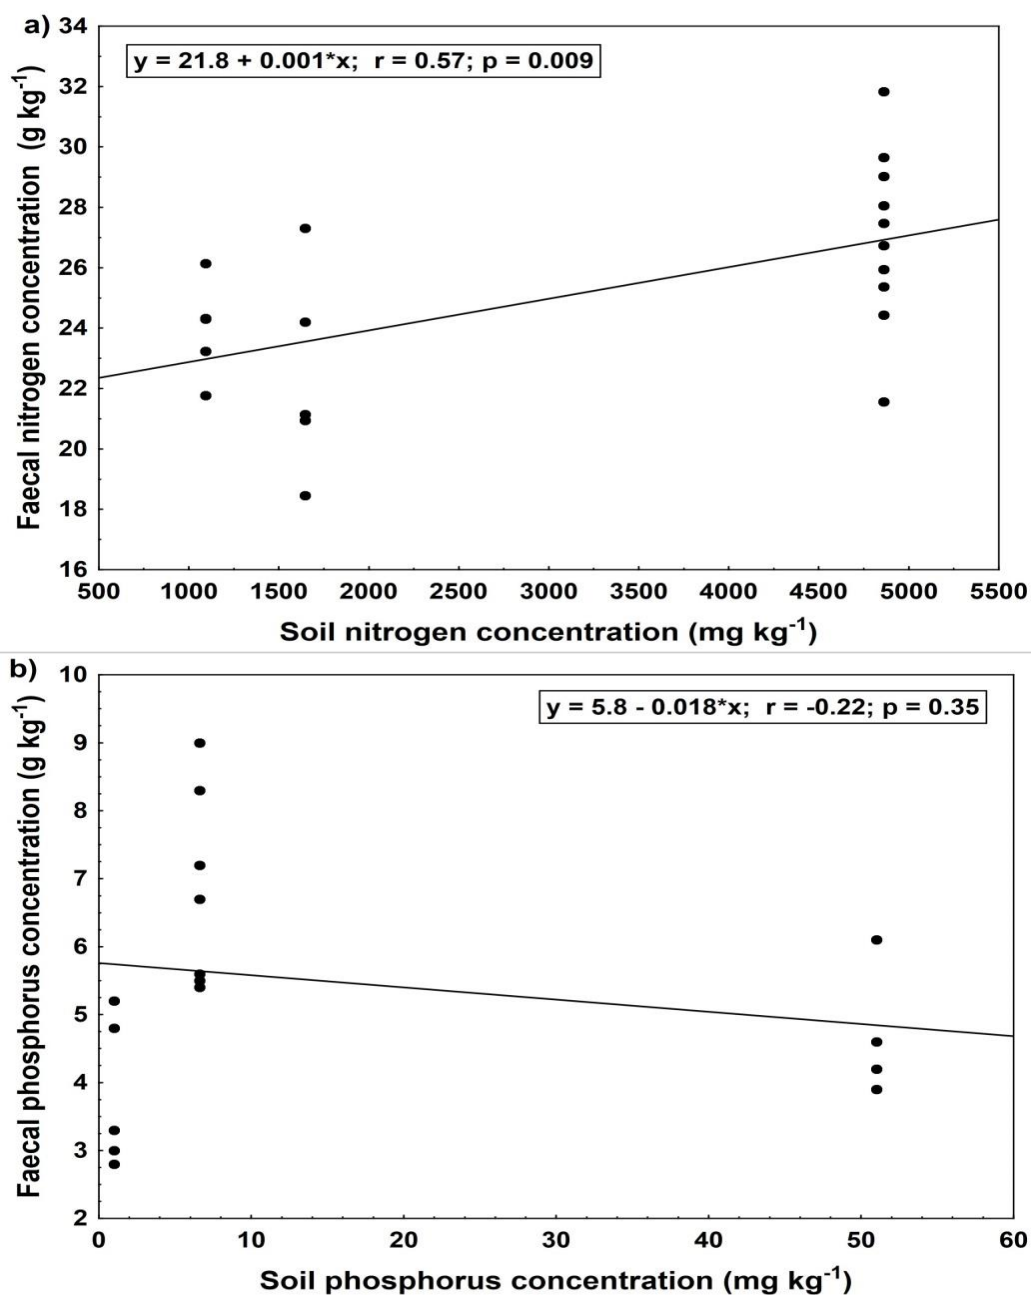 a)
y = 21.8 + 0.001*x; r = 0.57; p = 0.009
Faecal nitrogen concentration (g kg⁻¹)
34
32
30
28
26
24
22
20
18
16
500 1000 1500 2000 2500 3000 3500 4000 4500 5000 5500
Soil nitrogen concentration (mg kg⁻¹)
b)
y = 5.8 - 0.018*x; r = -0.22; p = 0.35
Faecal phosphorus concentration (g kg⁻¹)
10
9
8
7
6
5
4
3
2
0 10 20 30 40 50 60
Soil phosphorus concentration (mg kg⁻¹)